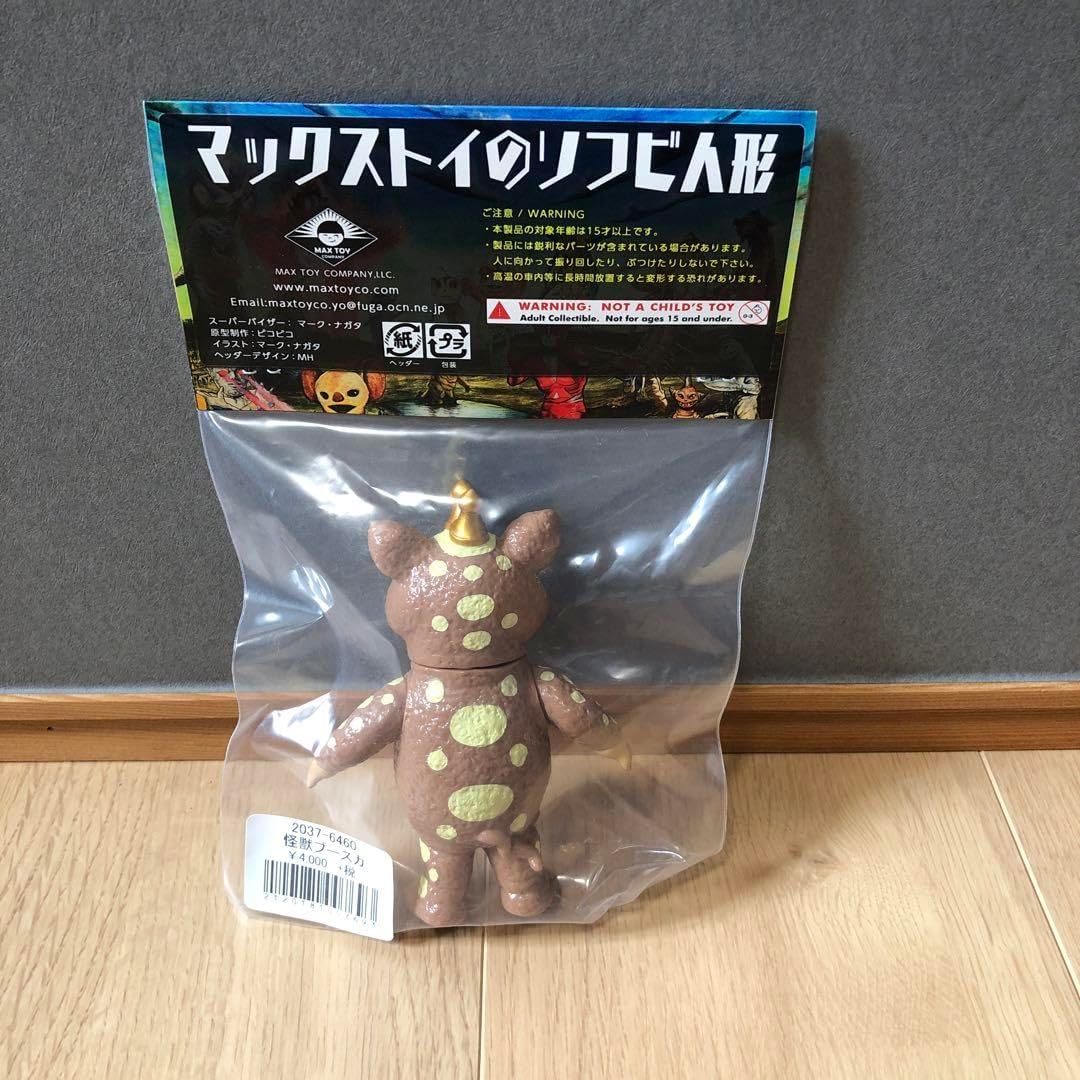 マックストイのソフビ人形
MAX TOY
COMPANY
MAX TOY COMPANY,LLC.
www.maxtoyco.com
Email:maxtoyco.yo@fuga.ocn.ne.jp
スーパーバイザー：マーク・ナガタ
原型制作：ピコピコ
イラスト：マーク・ナガタ
ヘッダーデザイン：MH
紙
ヘッダー
プラ
包装
ご注意 / WARNING
・本製品の対象年齢は15才以上です。
・製品には鋭利なパーツが含まれている場合があります。
人に向かって振り回したり、ぶつけたりしないで下さい。
・高温の車内等に長時間放置すると変形する恐れがあります。
WARNING: NOT A CHILD'S TOY
Adult Collectible. Not for ages 15 and under.
0-3
2037-6460
怪獣ブースカ
¥4000 +税